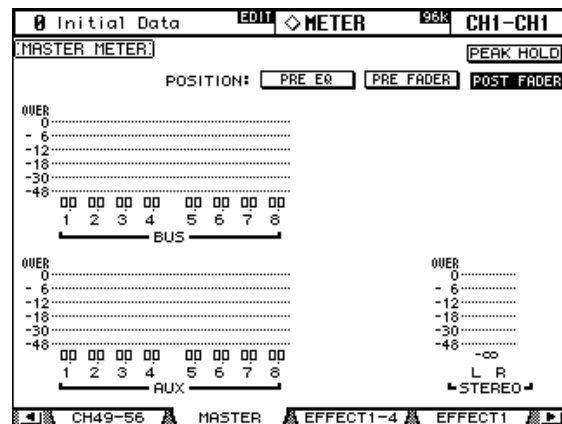 0 Initial Data EDIT ◇METER 96k CH1-CH1
MASTER METER PEAK HOLD
POSITION: PRE EQ PRE FADER POST FADER
OVER
0
- 6
-12
-18
-30
-48
1 2 3 4 5 6 7 8
BUS
OVER OVER
0 0
- 6 - 6
-12 -12
-18 -18
-30 -30
-48 -48
-∞
1 2 3 4 5 6 7 8 L R
AUX STEREO
CH49-56 MASTER EFFECT1-4 EFFECT1